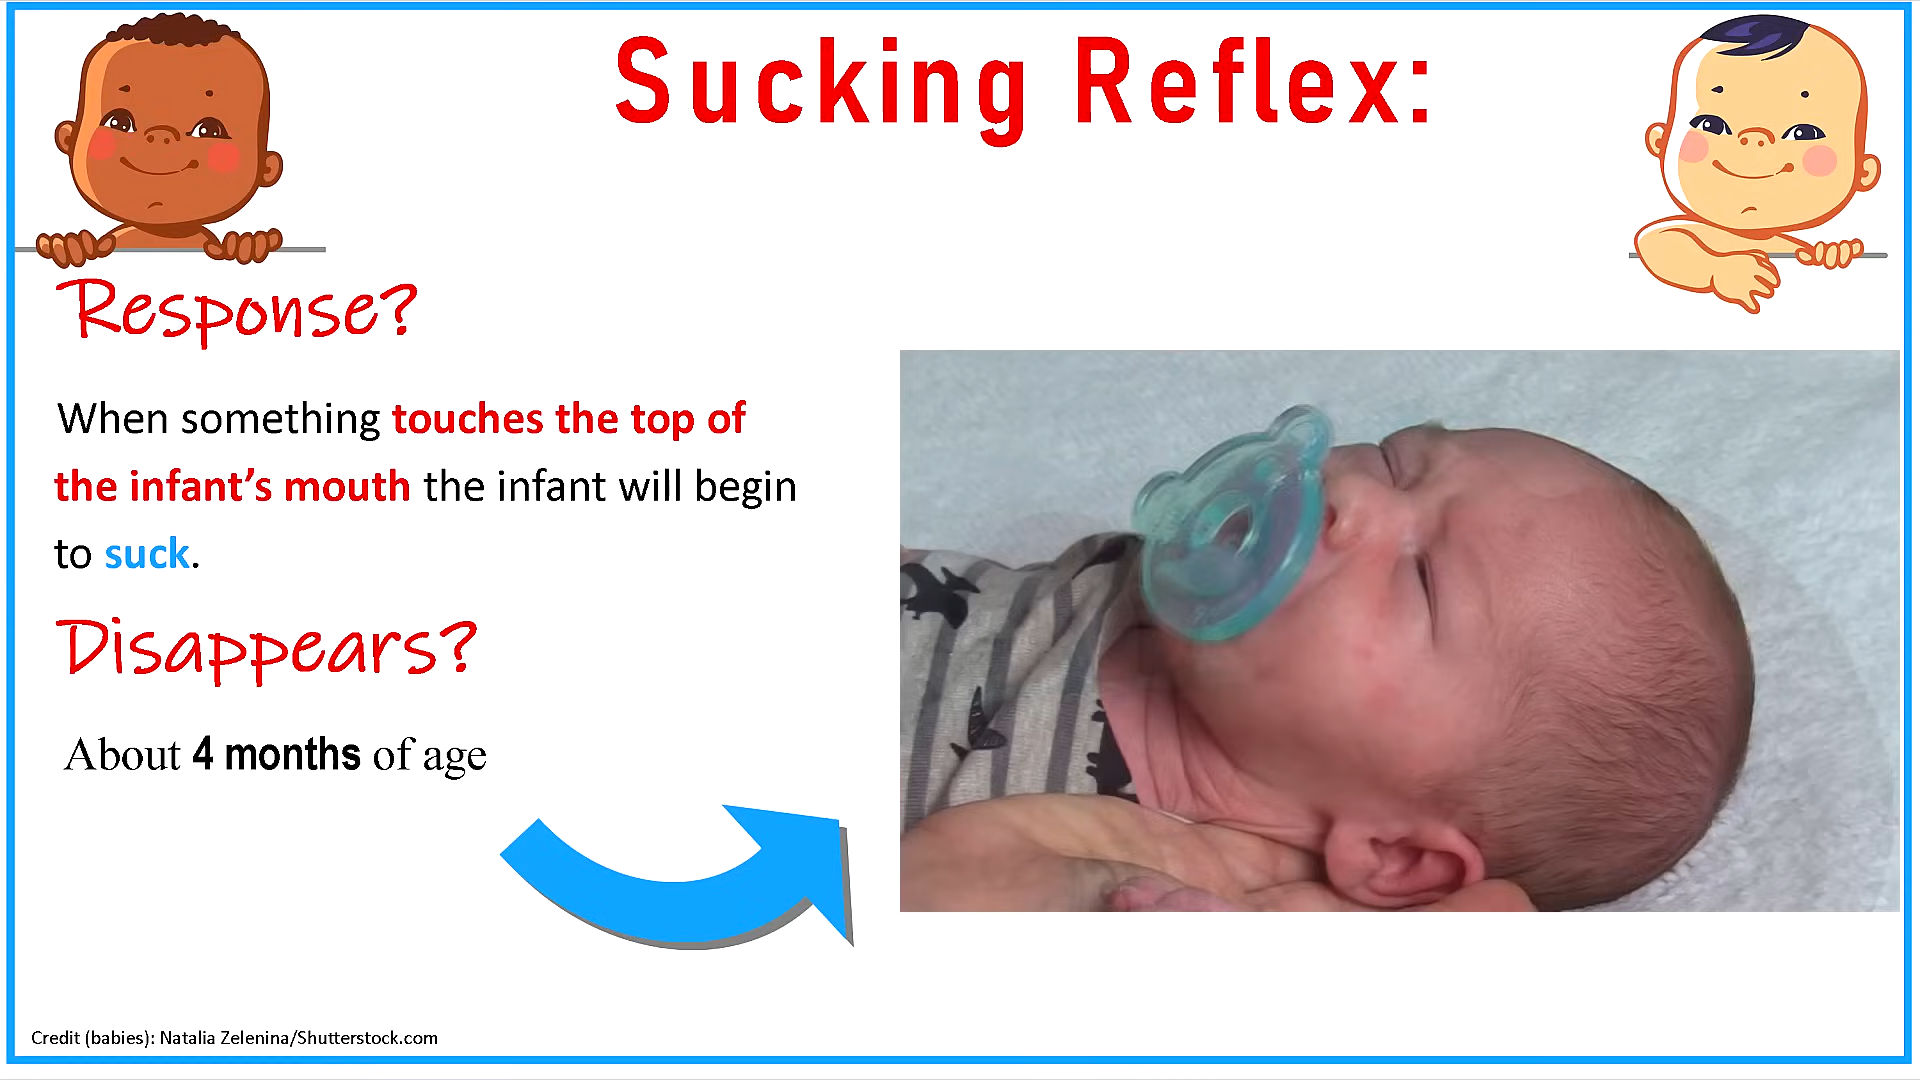 Sucking Reflex:
Response?
When something touches the top of
the infant’s mouth the infant will begin
to suck.
Disappears?
About 4 months of age
Credit (babies): Natalia Zelenina/Shutterstock.com